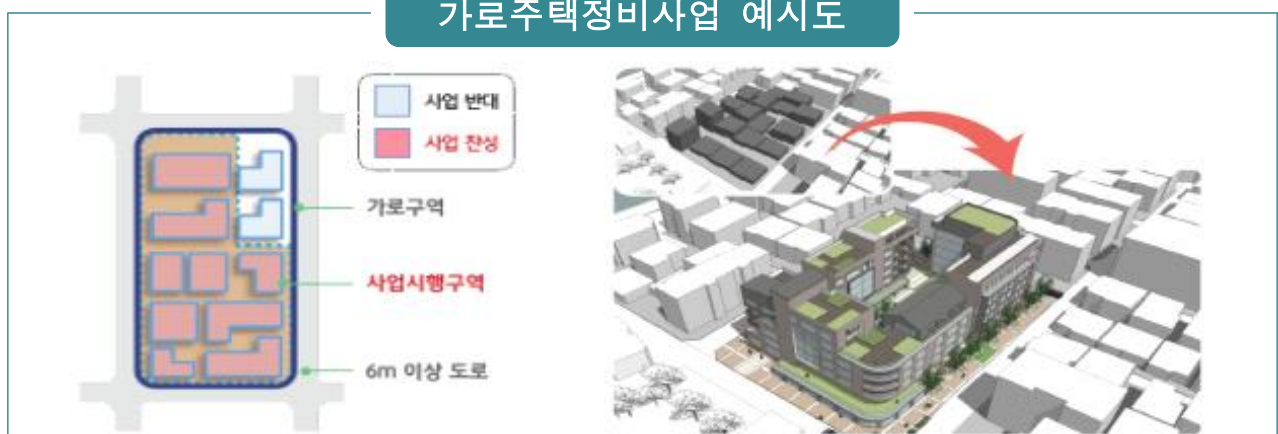 가로주택정비사업 예시도
사업 반대
사업 찬성
가로구역
사업시행구역
6m 이상 도로